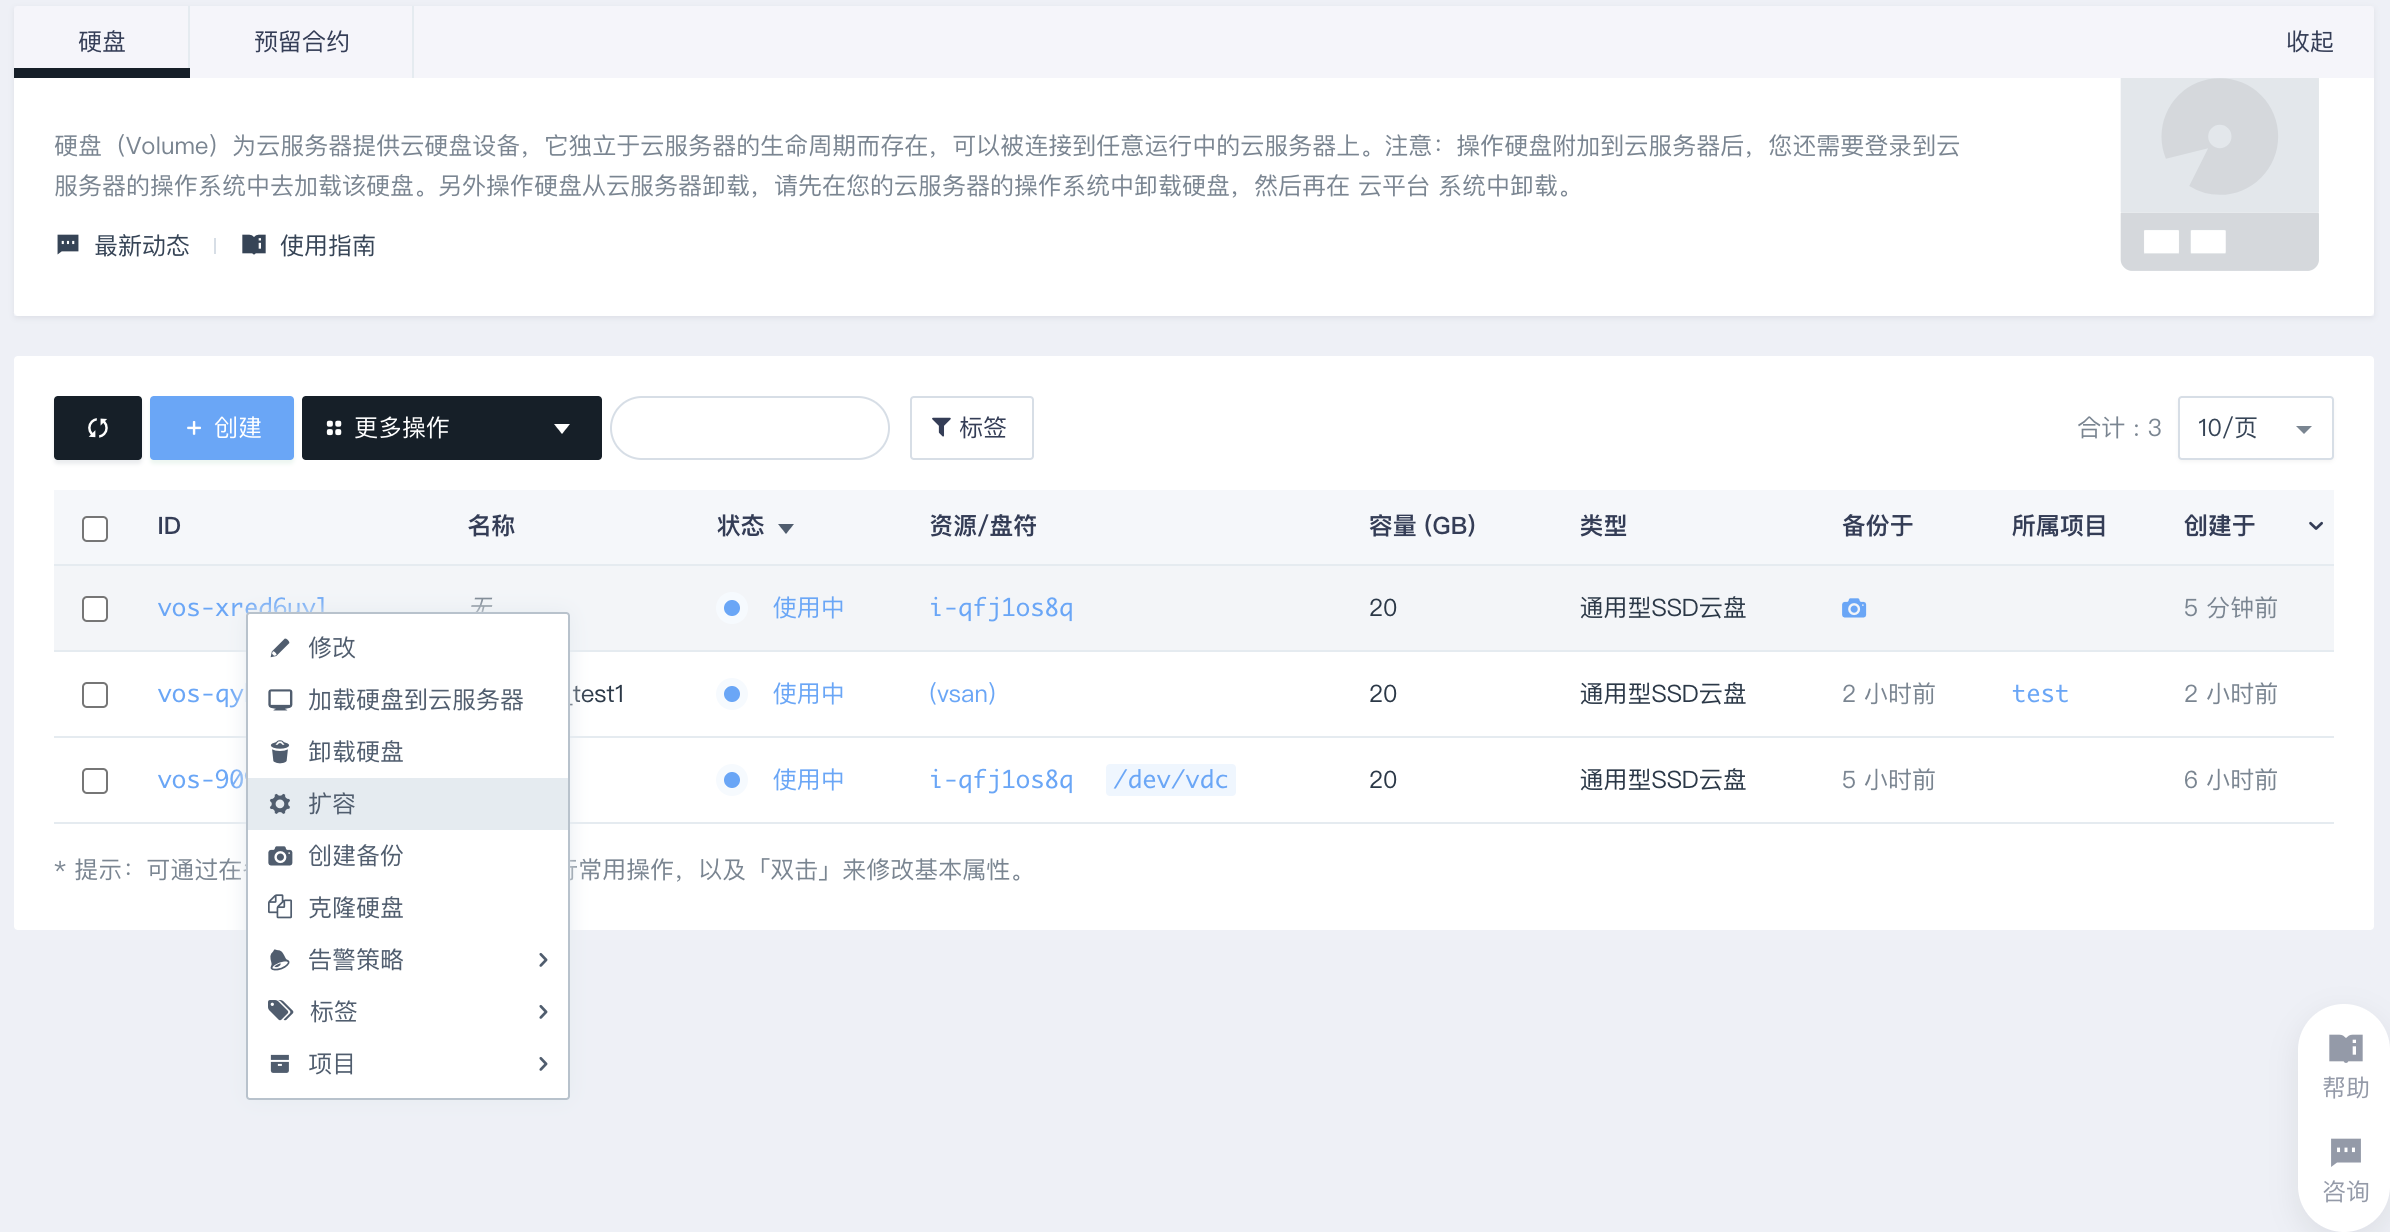 硬盘 预留合约 收起
硬盘（Volume）为云服务器提供云硬盘设备，它独立于云服务器的生命周期而存在，可以被连接到任意运行中的云服务器上。注意：操作硬盘附加到云服务器后，您还需要登录到云
服务器的操作系统中去加载该硬盘。另外操作硬盘从云服务器卸载，请先在您的云服务器的操作系统中卸载硬盘，然后再在 云平台 系统中卸载。
最新动态 使用指南
+ 创建 更多操作 标签 合计：3 10/页
ID 名称 状态 资源/盘符 容量 (GB) 类型 备份于 所属项目 创建于
vos-xred6uyl 无 使用中 i-qfj1os8q 20 通用型SSD云盘 5 分钟前
vos-qy _test1 使用中 (vsan) 20 通用型SSD云盘 2 小时前 test 2 小时前
vos-909 使用中 i-qfj1os8q /dev/vdc 20 通用型SSD云盘 5 小时前 6 小时前
* 提示：可通过在 行常用操作，以及「双击」来修改基本属性。
修改
加载硬盘到云服务器
卸载硬盘
扩容
创建备份
克隆硬盘
告警策略
标签
项目
帮助
咨询